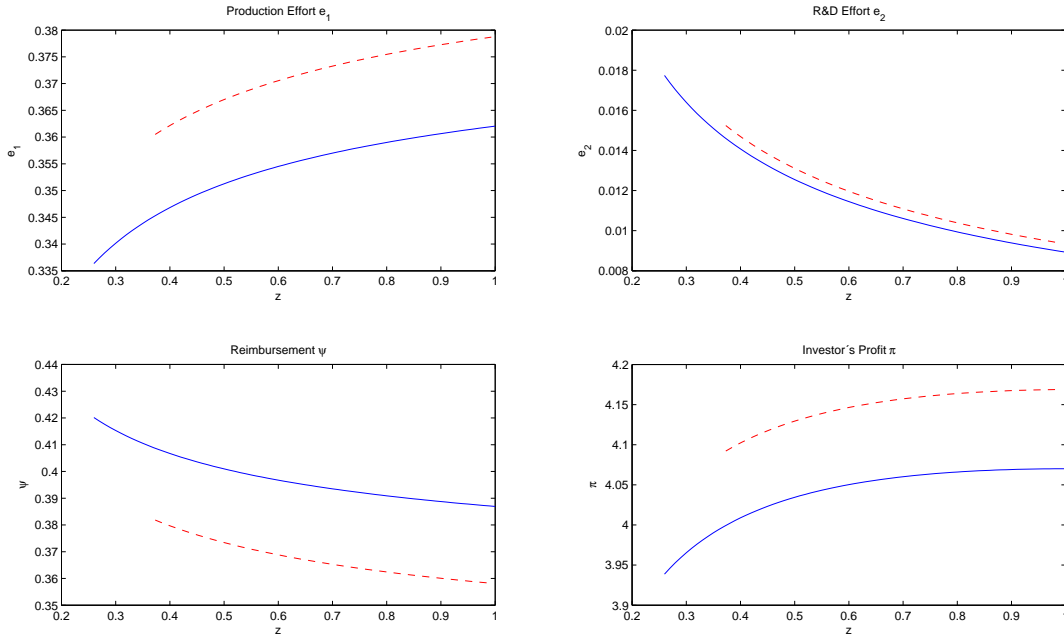 Production Effort e1
0.38
0.375
0.37
0.365
0.36
0.355
0.35
0.345
0.34
0.335
e1
0.2 0.3 0.4 0.5 0.6 0.7 0.8 0.9 1
z
R&D Effort e2
0.02
0.018
0.016
0.014
0.012
0.01
0.008
e2
0.2 0.3 0.4 0.5 0.6 0.7 0.8 0.9 1
z
Reimbursement ψ
0.44
0.43
0.42
0.41
0.4
0.39
0.38
0.37
0.36
0.35
ψ
0.2 0.3 0.4 0.5 0.6 0.7 0.8 0.9 1
z
Investor´s Profit π
4.2
4.15
4.1
4.05
4
3.95
3.9
π
0.2 0.3 0.4 0.5 0.6 0.7 0.8 0.9 1
z